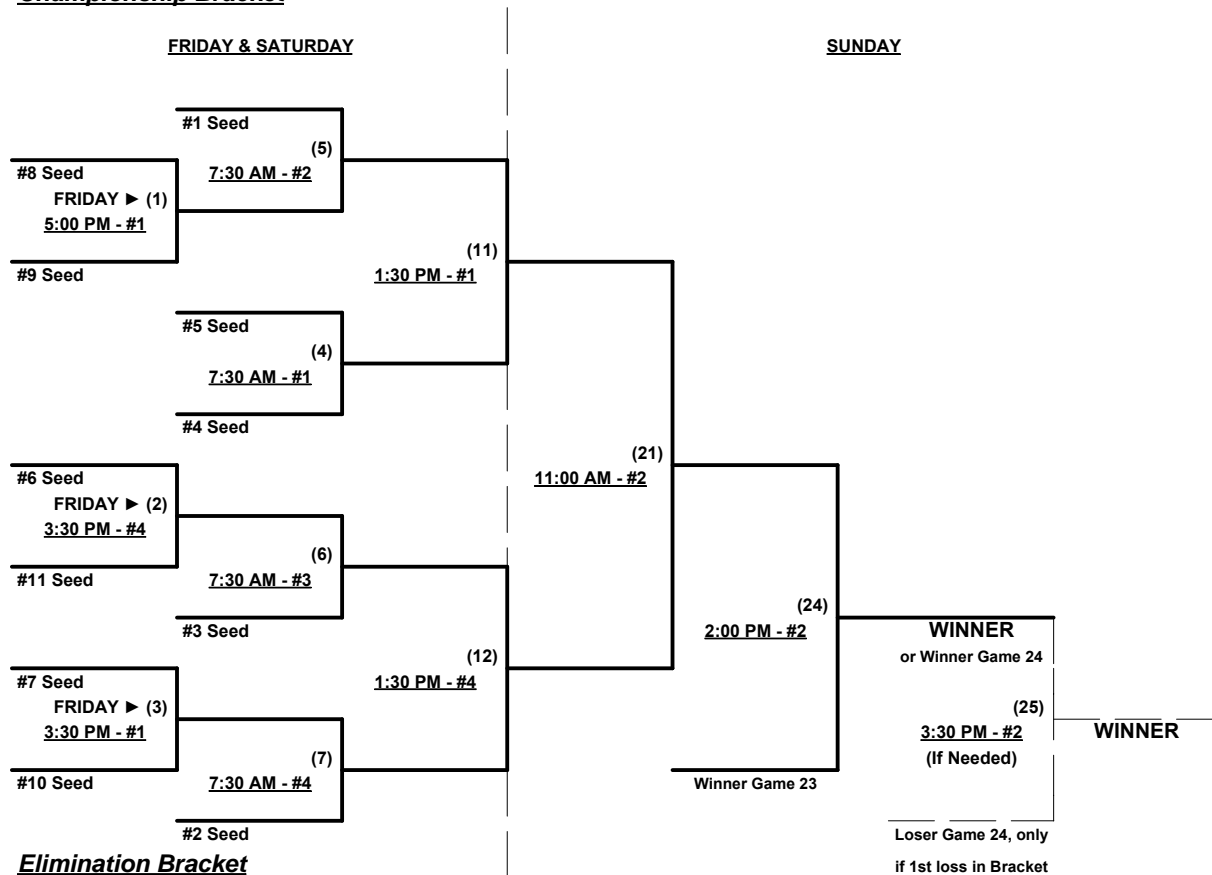 Championship Bracket
FRIDAY & SATURDAY
SUNDAY
#1 Seed
(5)
7:30 AM - #2
#8 Seed
FRIDAY ► (1)
5:00 PM - #1
#9 Seed
(11)
1:30 PM - #1
#5 Seed
(4)
7:30 AM - #1
#4 Seed
(21)
11:00 AM - #2
#6 Seed
FRIDAY ► (2)
3:30 PM - #4
#11 Seed
(6)
7:30 AM - #3
#3 Seed
(24)
2:00 PM - #2
WINNER
or Winner Game 24
(12)
1:30 PM - #4
#7 Seed
FRIDAY ► (3)
3:30 PM - #1
#10 Seed
(25)
3:30 PM - #2
(If Needed)
WINNER
(7)
7:30 AM - #4
Winner Game 23
#2 Seed
Loser Game 24, only
if 1st loss in Bracket
Elimination Bracket